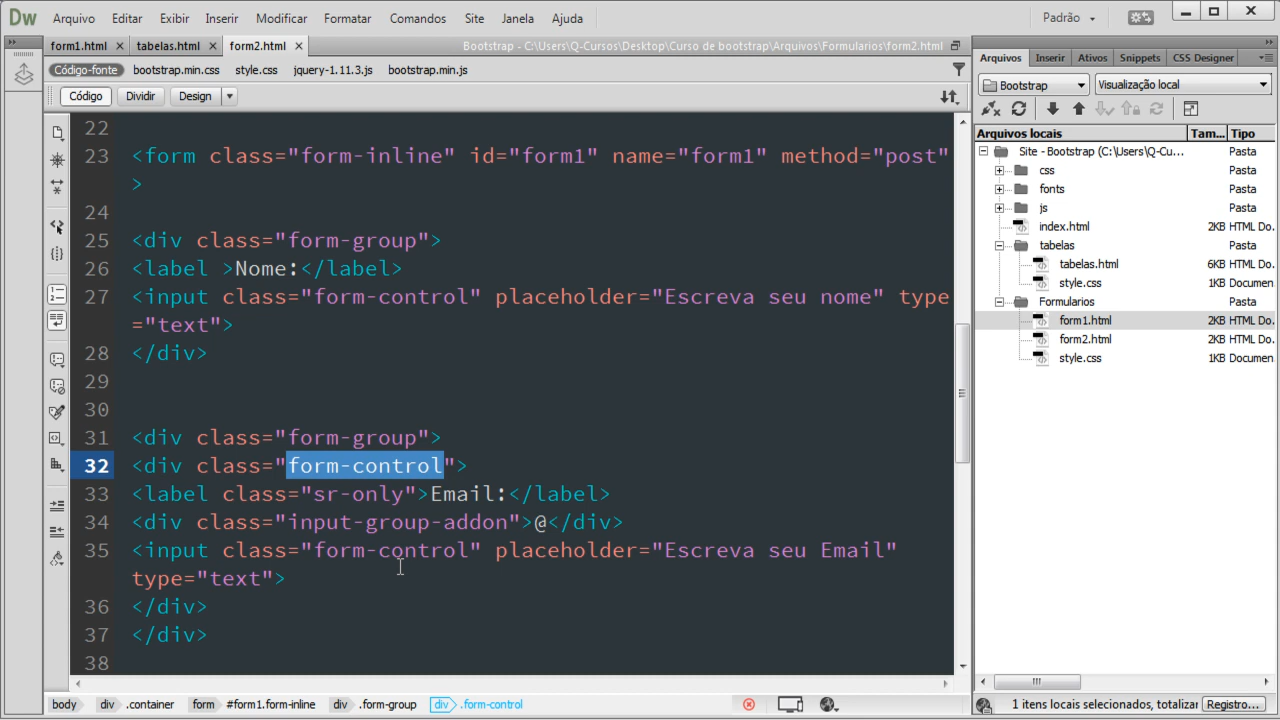 Dw Arquivo Editar Exibir Inserir Modificar Formatar Comandos Site Janela Ajuda Padrão
form1.html tabelas.html form2.html Bootstrap - C:\Users\Q-Cursos\Desktop\Curso de bootstrap\Arquivos\Formularios\form2.html
Código-fonte bootstrap.min.css style.css jquery-1.11.3.js bootstrap.min.js
Código Dividir Design
22
23 <form class="form-inline" id="form1" name="form1" method="post"
>
24
25 <div class="form-group">
26 <label >Nome:</label>
27 <input class="form-control" placeholder="Escreva seu nome" type
="text">
28 </div>
29
30
31 <div class="form-group">
32 <div class="form-control">
33 <label class="sr-only">Email:</label>
34 <div class="input-group-addon">@</div>
35 <input class="form-control" placeholder="Escreva seu Email"
type="text">
36 </div>
37 </div>
38
body div .container form #form1.form-inline div .form-group div .form-control
Arquivos Inserir Ativos Snippets CSS Designer
Bootstrap Visualização local
Arquivos locais Tam... Tipo
Site - Bootstrap (C:\Users\Q-Cu... Pasta
css Pasta
fonts Pasta
js Pasta
index.html 2KB HTML Do.
tabelas Pasta
tabelas.html 6KB HTML Do.
style.css 1KB Documen
Formularios Pasta
form1.html 2KB HTML Do.
form2.html 2KB HTML Do.
style.css 1KB Documen
1 itens locais selecionados, totalizar Registro...